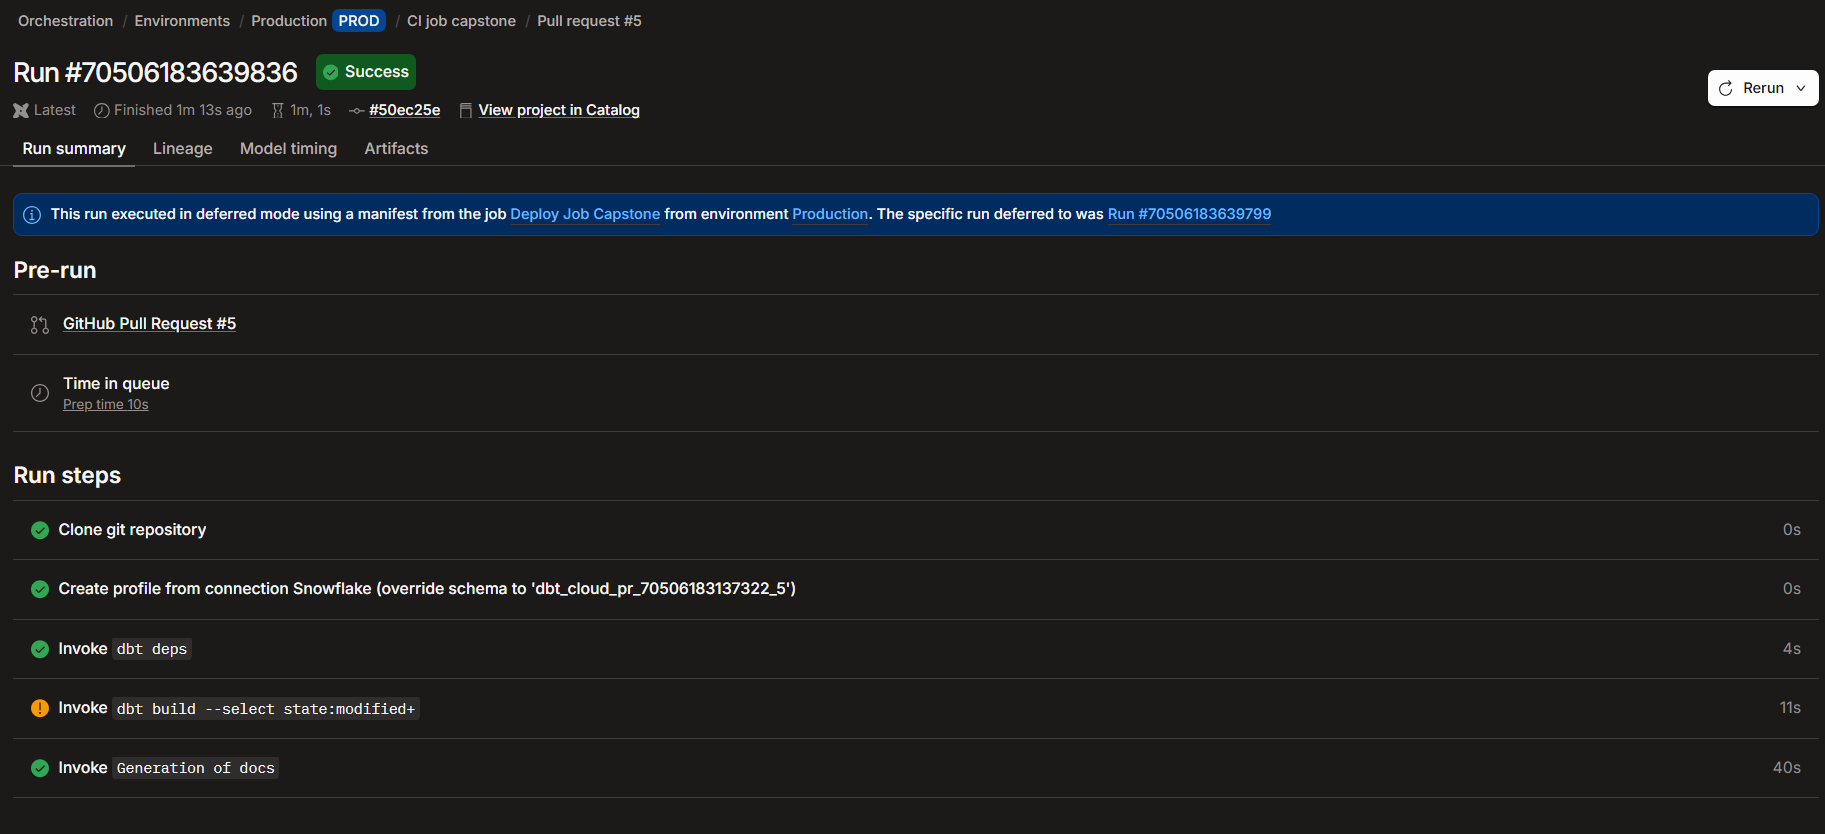 Orchestration / Environments / Production PROD / CI job capstone / Pull request #5
Run #70506183639836 Success
Rerun
Latest Finished 1m 13s ago 1m, 1s #50ec25e View project in Catalog
Run summary Lineage Model timing Artifacts
This run executed in deferred mode using a manifest from the job Deploy Job Capstone from environment Production. The specific run deferred to was Run #70506183639799
Pre-run
GitHub Pull Request #5
Time in queue
Prep time 10s
Run steps
Clone git repository 0s
Create profile from connection Snowflake (override schema to 'dbt_cloud_pr_70506183137322_5') 0s
Invoke dbt deps 4s
Invoke dbt build --select state:modified+ 11s
Invoke Generation of docs 40s